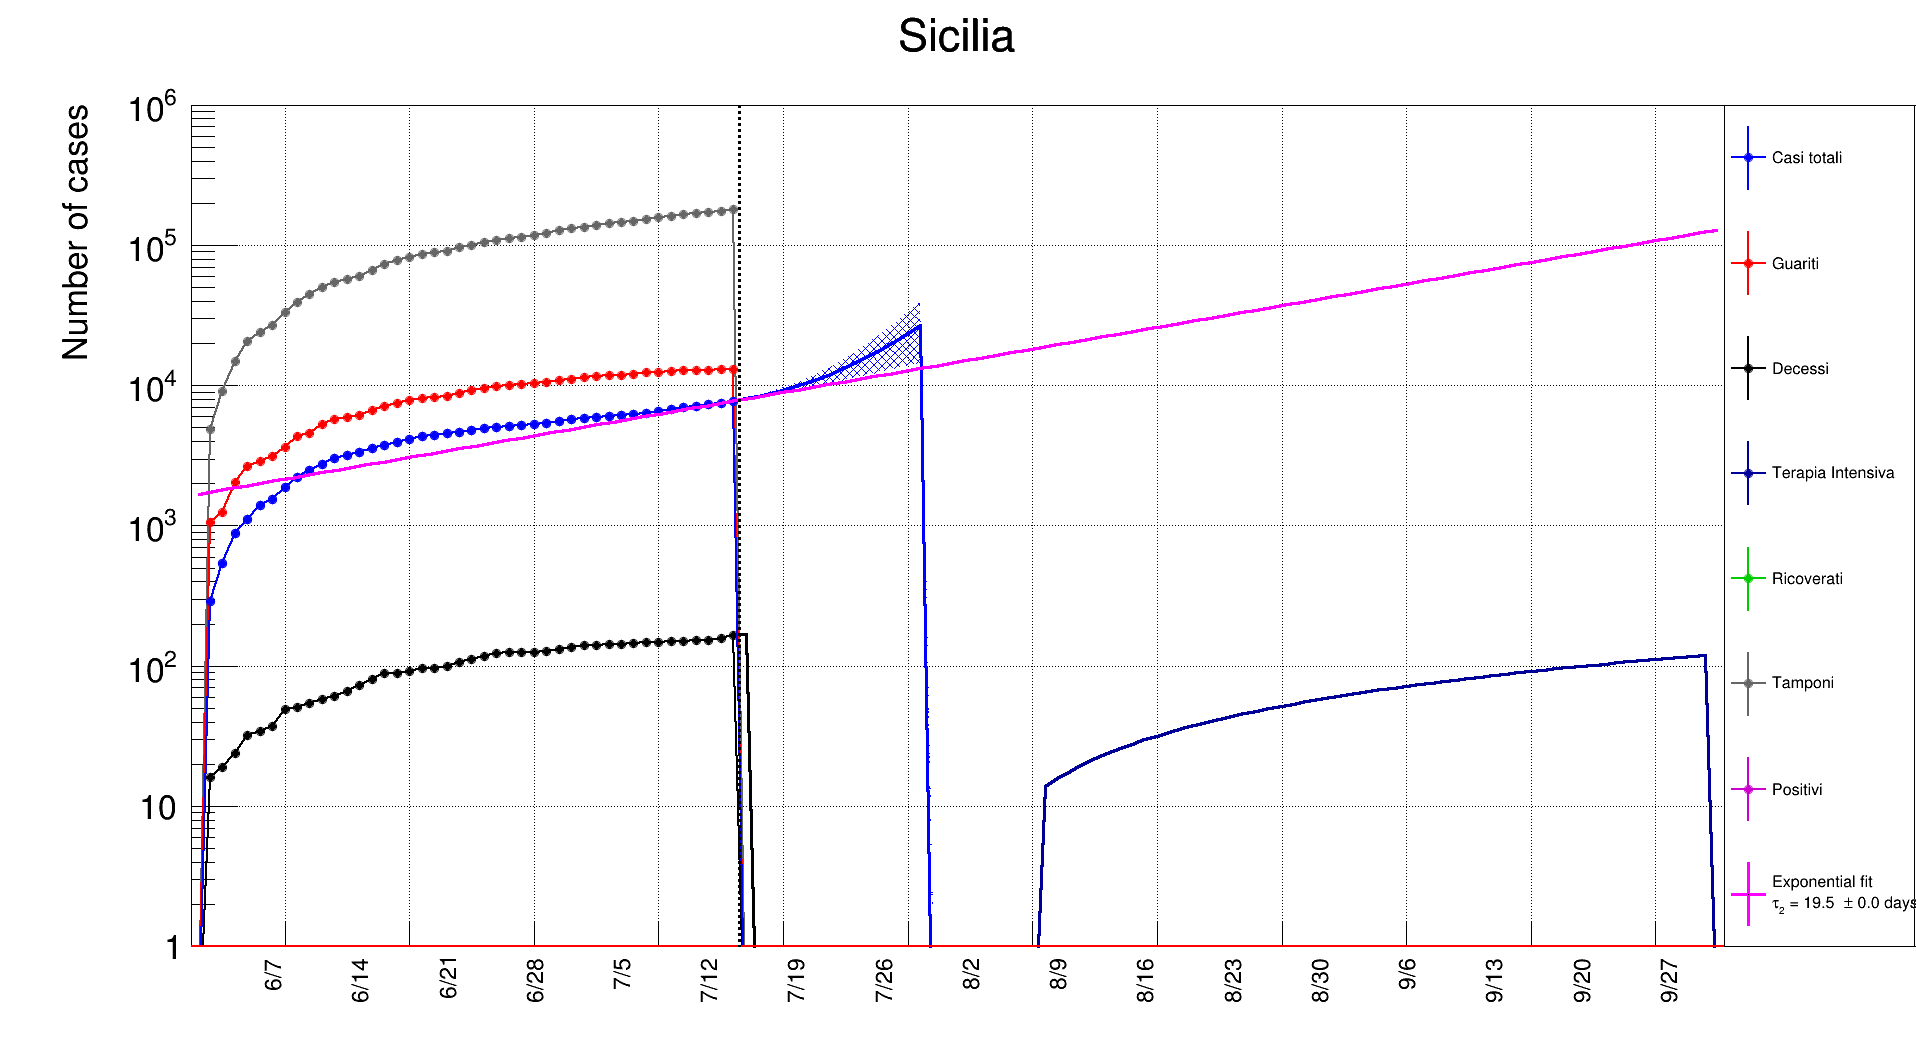 Sicilia
Number of cases
10^6
10^5
10^4
10^3
10^2
10
1
6/7 6/14 6/21 6/28 7/5 7/12 7/19 7/26 8/2 8/9 8/16 8/23 8/30 9/6 9/13 9/20 9/27
Casi totali
Guariti
Decessi
Terapia Intensiva
Ricoverati
Tamponi
Positivi
Exponential fit
τ₂ = 19.5 ± 0.0 days